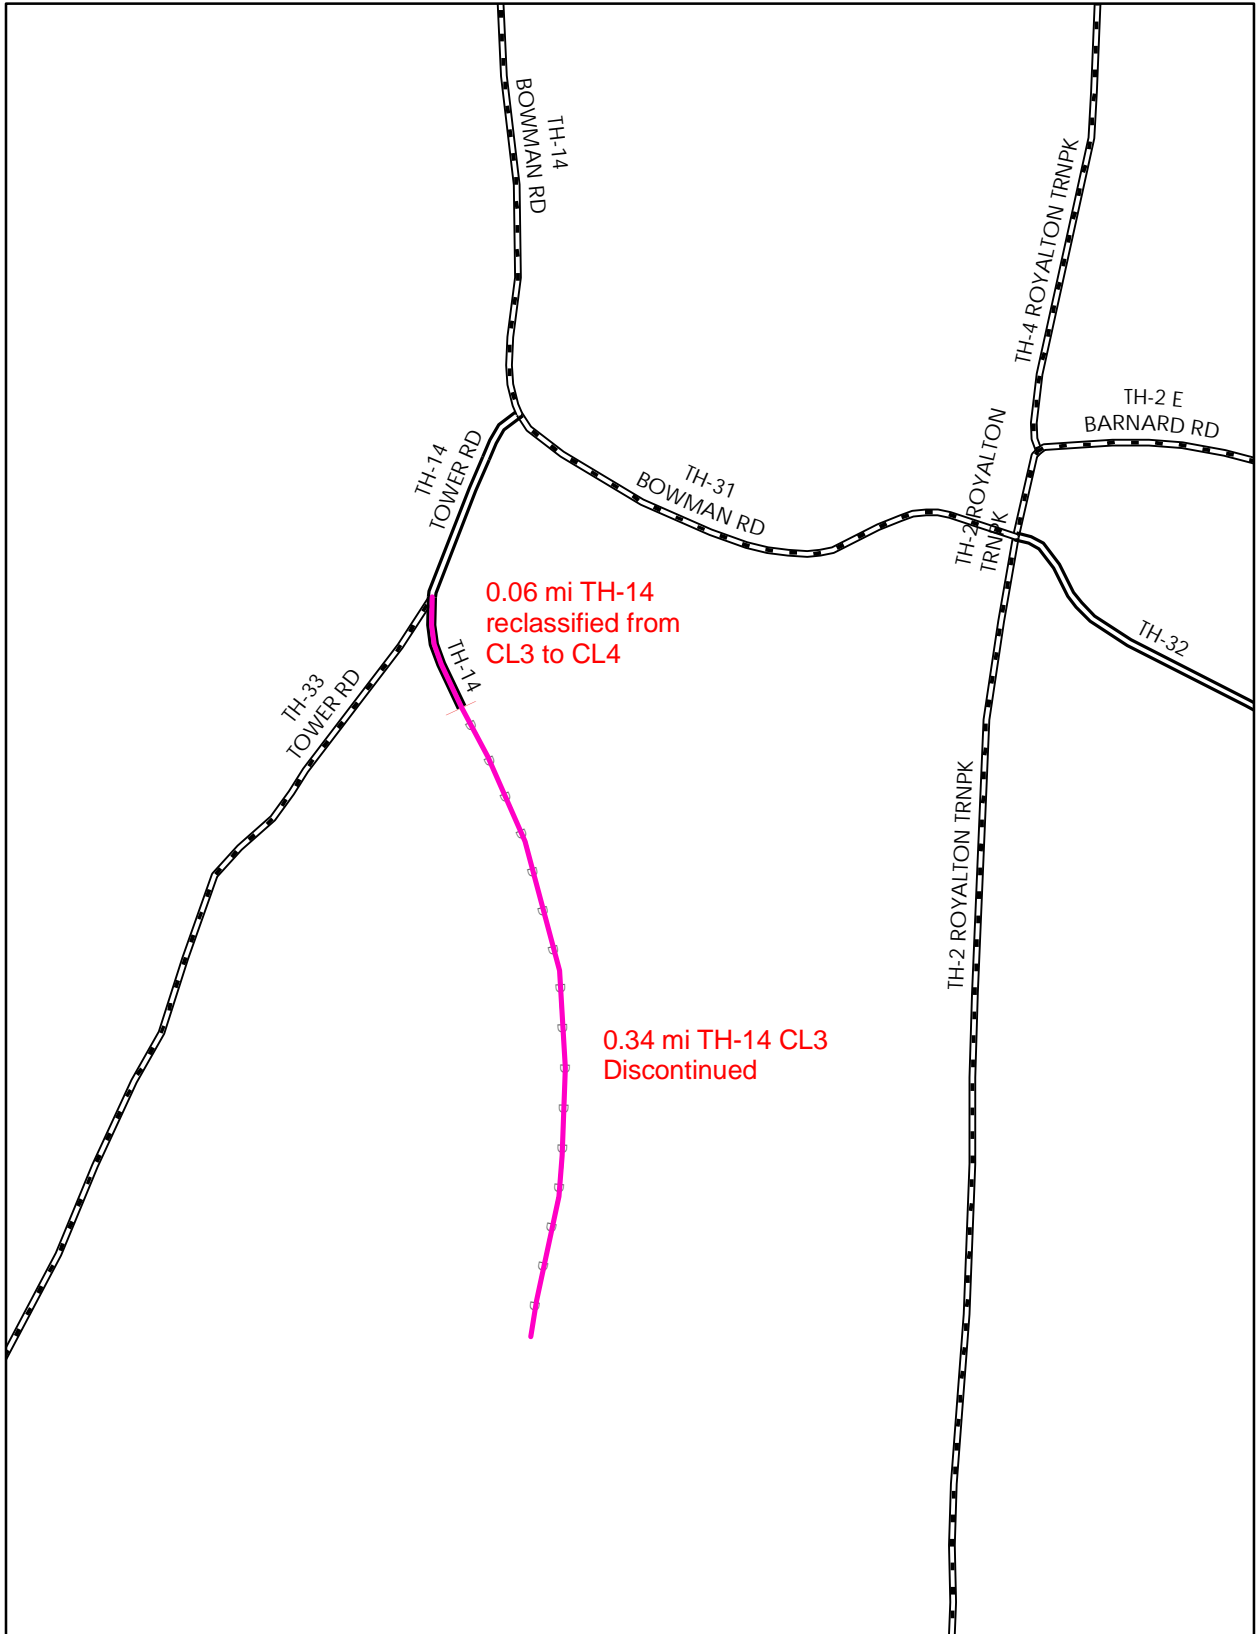 TH-14
BOWMAN RD
TH-4 ROYALTON TRNPK
TH-2 E
BARNARD RD
TH-14
TOWER RD
TH-31
BOWMAN RD
TH-2 ROYALTON
TRNPK
0.06 mi TH-14
reclassified from
CL3 to CL4
TH-14
TH-32
TH-33
TOWER RD
TH-2 ROYALTON TRNPK
0.34 mi TH-14 CL3
Discontinued